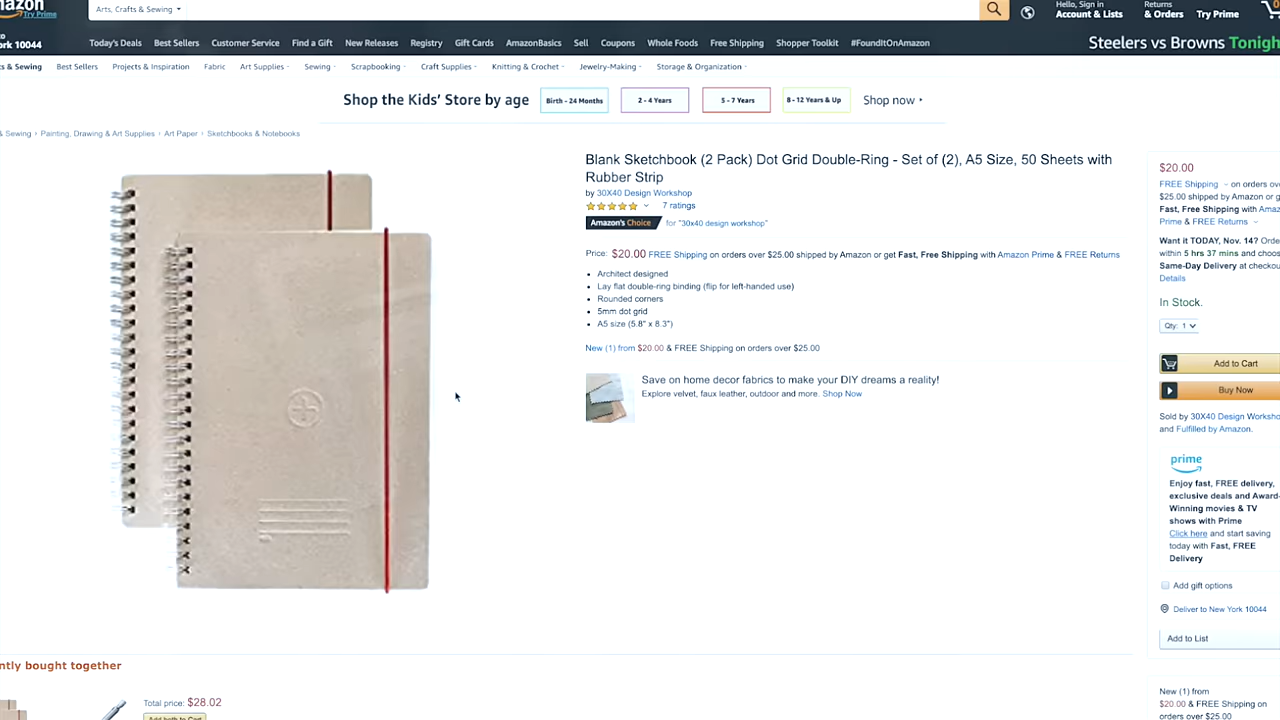 Try Prime
Arts, Crafts & Sewing
Hello, Sign in
Account & Lists
Returns
& Orders
Try Prime
10044
Today's Deals Best Sellers Customer Service Find a Gift New Releases Registry Gift Cards AmazonBasics Sell Coupons Whole Foods Free Shipping Shopper Toolkit #FoundItOnAmazon
Steelers vs Browns
& Sewing Best Sellers Projects & Inspiration Fabric Art Supplies Sewing Scrapbooking Craft Supplies Knitting & Crochet Jewelry-Making Storage & Organization
Shop the Kids' Store by age
Birth - 24 Months
2 - 4 Years
5 - 7 Years
8 - 12 Years & Up
Shop now
& Sewing › Painting, Drawing & Art Supplies › Art Paper › Sketchbooks & Notebooks
Blank Sketchbook (2 Pack) Dot Grid Double-Ring - Set of (2), A5 Size, 50 Sheets with
Rubber Strip
by 30X40 Design Workshop
7 ratings
Amazon's Choice for "30x40 design workshop"
Price: $20.00 FREE Shipping on orders over $25.00 shipped by Amazon or get Fast, Free Shipping with Amazon Prime & FREE Returns
• Architect designed
• Lay flat double-ring binding (flip for left-handed use)
• Rounded corners
• 5mm dot grid
• A5 size (5.8" x 8.3")
New (1) from $20.00 & FREE Shipping on orders over $25.00
Save on home decor fabrics to make your DIY dreams a reality!
Explore velvet, faux leather, outdoor and more. Shop Now
$20.00
FREE Shipping on orders
$25.00 shipped by Amazon or
Fast, Free Shipping with
Prime & FREE Returns
Want it TODAY, Nov. 14?
within 5 hrs 37 mins and
Same-Day Delivery at
Details
In Stock.
Qty: 1
Add to Cart
Buy Now
Sold by 30X40 Design
and Fulfilled by Amazon.
prime
Enjoy fast, FREE delivery,
exclusive deals and Award-
Winning movies & TV
shows with Prime
Click here and start saving
today with Fast, FREE
Delivery
Add gift options
Deliver to New York 10044
Add to List
New (1) from
$20.00 & FREE Shipping on
orders over $25.00
bought together
Total price: $28.02
Add both to Cart